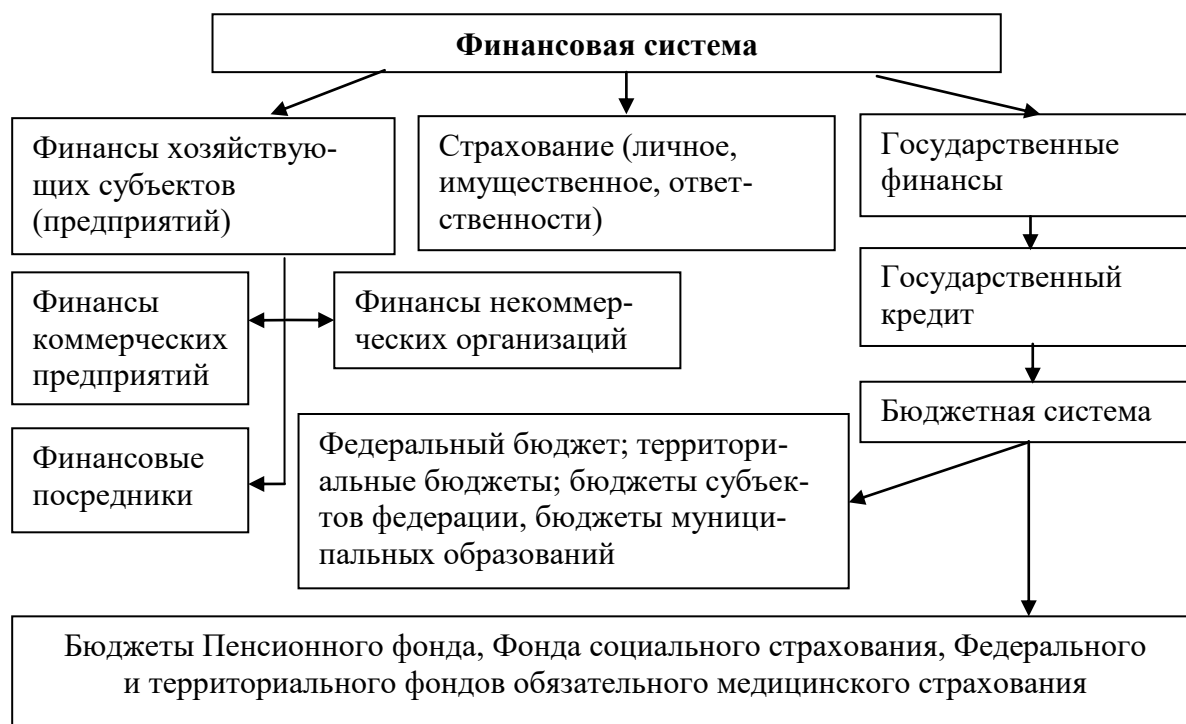 Финансовая система
Финансы хозяйствую-
щих субъектов
(предприятий)
Страхование (личное,
имущественное, ответ-
ственности)
Государственные
финансы
Финансы
коммерческих
предприятий
Финансы некоммер-
ческих организаций
Государственный
кредит
Бюджетная система
Финансовые
посредники
Федеральный бюджет; территори-
альные бюджеты; бюджеты субъек-
тов федерации, бюджеты муници-
пальных образований
Бюджеты Пенсионного фонда, Фонда социального страхования, Федерального
и территориального фондов обязательного медицинского страхования